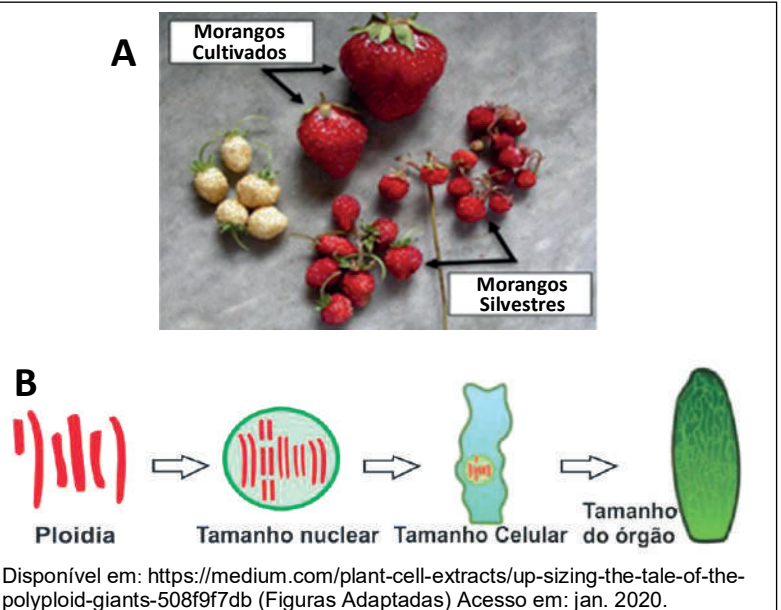 A
Morangos
Cultivados
Morangos
Silvestres
B
Ploidia
Tamanho nuclear
Tamanho Celular
Tamanho
do órgão
Disponível em: https://medium.com/plant-cell-extracts/up-sizing-the-tale-of-the-
polyploid-giants-508f9f7db (Figuras Adaptadas) Acesso em: jan. 2020.